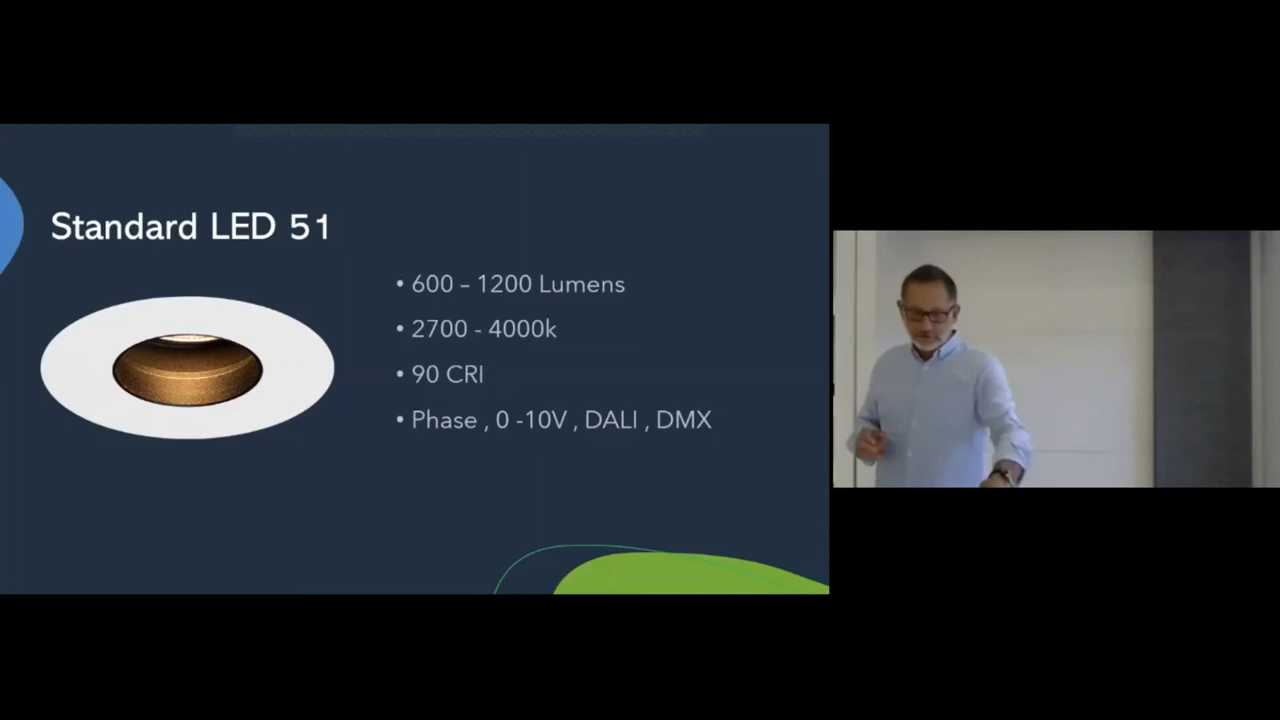 Standard LED 51
• 600 – 1200 Lumens
• 2700 - 4000k
• 90 CRI
• Phase , 0 -10V , DALI , DMX